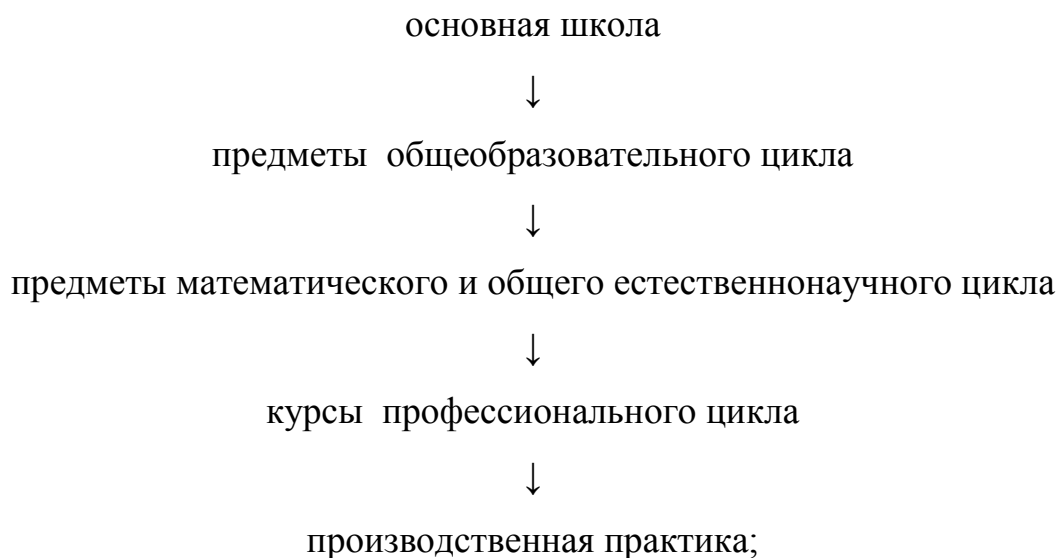 основная школа
↓
предметы общеобразовательного цикла
↓
предметы математического и общего естественнонаучного цикла
↓
курсы профессионального цикла
↓
производственная практика;